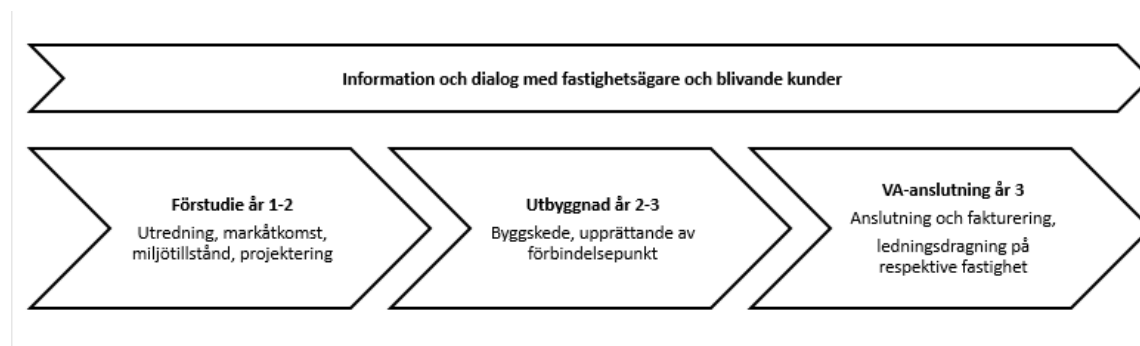 Information och dialog med fastighetsägare och blivande kunder
Förstudie år 1-2
Utredning, markåtkomst,
miljötillstånd, projektering
Utbyggnad år 2-3
Byggskede, upprättande av
förbindelsepunkt
VA-anslutning år 3
Anslutning och fakturering,
ledningsdragning på
respektive fastighet